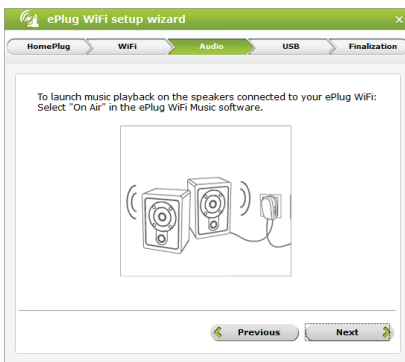 ePlug WiFi setup wizard
HomePlug WiFi Audio USB Finalization
To launch music playback on the speakers connected to your ePlug WiFi:
Select "On Air" in the ePlug WiFi Music software.
Previous Next